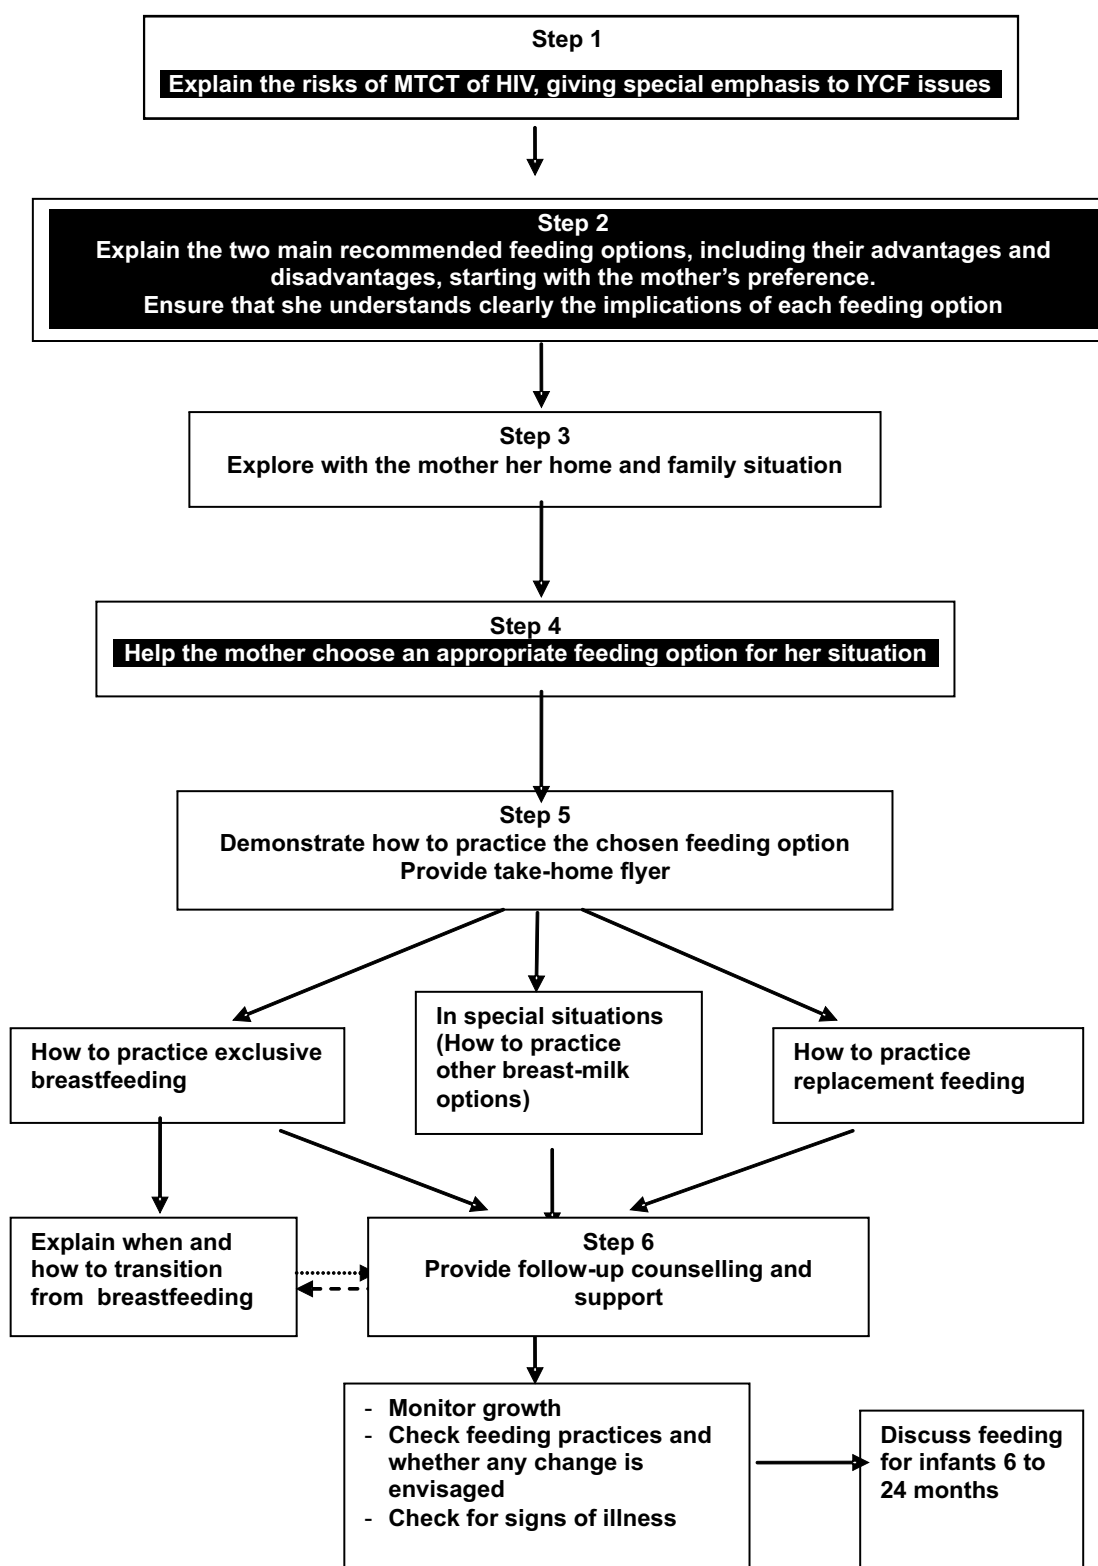 Step 1
Explain the risks of MTCT of HIV, giving special emphasis to IYCF issues
Step 2
Explain the two main recommended feeding options, including their advantages and
disadvantages, starting with the mother’s preference.
Ensure that she understands clearly the implications of each feeding option
Step 3
Explore with the mother her home and family situation
Step 4
Help the mother choose an appropriate feeding option for her situation
Step 5
Demonstrate how to practice the chosen feeding option
Provide take-home flyer
How to practice exclusive
breastfeeding
In special situations
(How to practice
other breast-milk
options)
How to practice
replacement feeding
Explain when and
how to transition
from breastfeeding
Step 6
Provide follow-up counselling and
support
- Monitor growth
- Check feeding practices and
whether any change is
envisaged
- Check for signs of illness
Discuss feeding
for infants 6 to
24 months